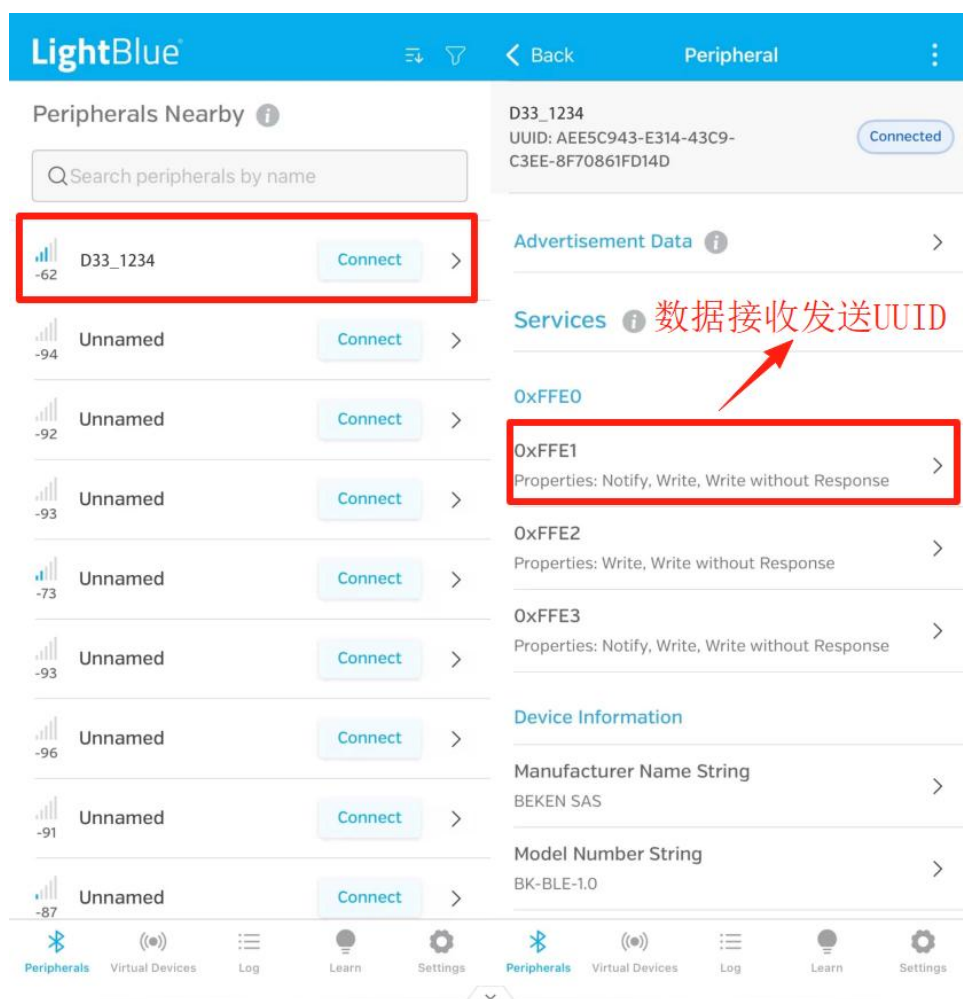 LightBlue
Peripherals Nearby
Search peripherals by name
D33_1234
Connect
-62
Unnamed
Connect
-94
Unnamed
Connect
-92
Unnamed
Connect
-93
Unnamed
Connect
-73
Unnamed
Connect
-93
Unnamed
Connect
-96
Unnamed
Connect
-91
Unnamed
Connect
-87
Peripherals
Virtual Devices
Log
Learn
Settings
Back
Peripheral
D33_1234
UUID: AEE5C943-E314-43C9-
C3EE-8F70861FD14D
Connected
Advertisement Data
Services
数据接收发送UUID
0xFFE0
0xFFE1
Properties: Notify, Write, Write without Response
0xFFE2
Properties: Write, Write without Response
0xFFE3
Properties: Notify, Write, Write without Response
Device Information
Manufacturer Name String
BEKEN SAS
Model Number String
BK-BLE-1.0
Peripherals
Virtual Devices
Log
Learn
Settings